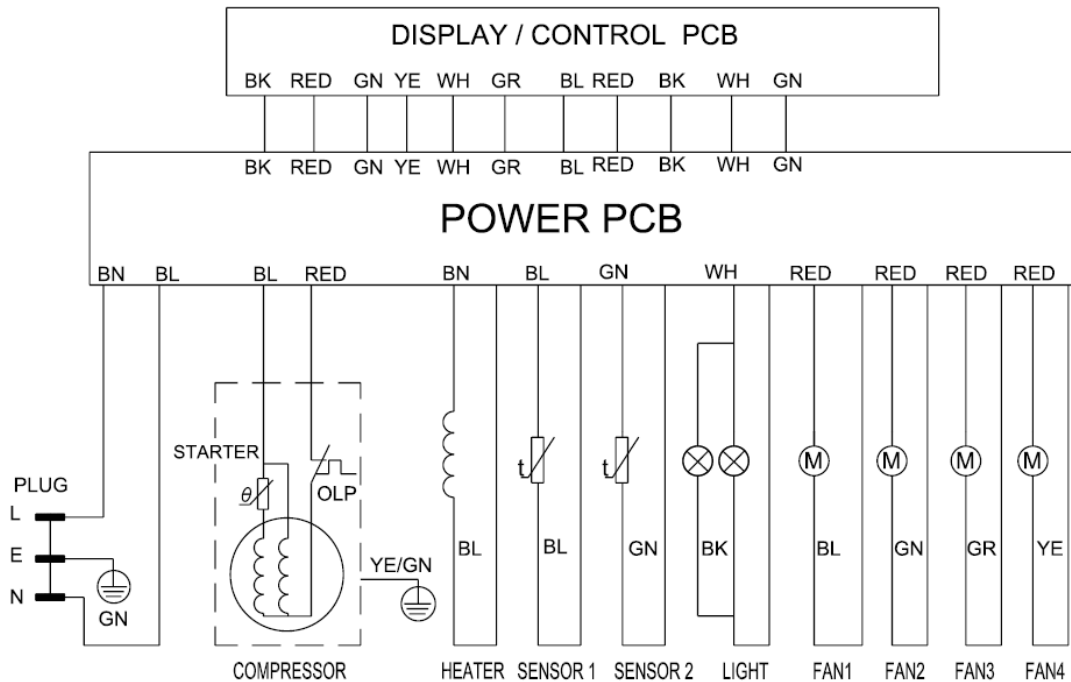 DISPLAY / CONTROL PCB
BK RED GN YE WH GR BL RED BK WH GN
BK RED GN YE WH GR BL RED BK WH GN
POWER PCB
BN BL BL RED BN BL GN WH RED RED RED RED
STARTER
θ
OLP
t t
M M M M
PLUG
L
E
N
GN
YE/GN
BL BL GN BK BL GN GR YE
COMPRESSOR HEATER SENSOR 1 SENSOR 2 LIGHT FAN1 FAN2 FAN3 FAN4